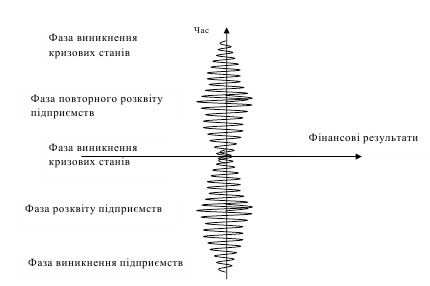 Час
Фаза виникнення
кризових станів
Фаза повторного розквіту
підприємств
Фінансові результати
Фаза виникнення
кризових станів
Фаза розквіту підприємств
Фаза виникнення підприємств